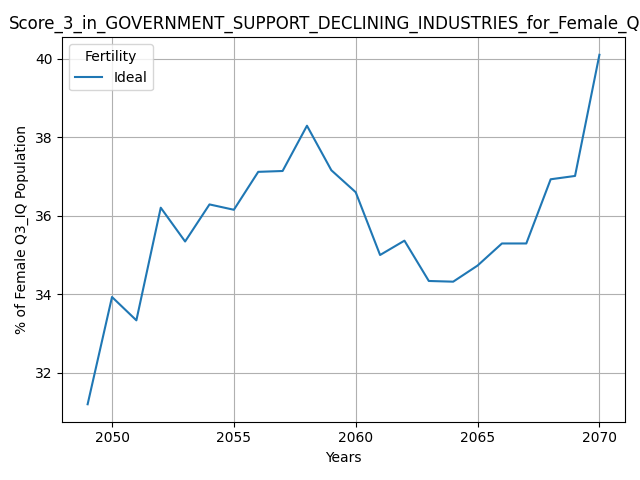 Score_3_in_GOVERNMENT_SUPPORT_DECLINING_INDUSTRIES_for_Female_Q
Fertility
Ideal
% of Female Q3_IQ Population
40
38
36
34
32
2050 2055 2060 2065 2070
Years